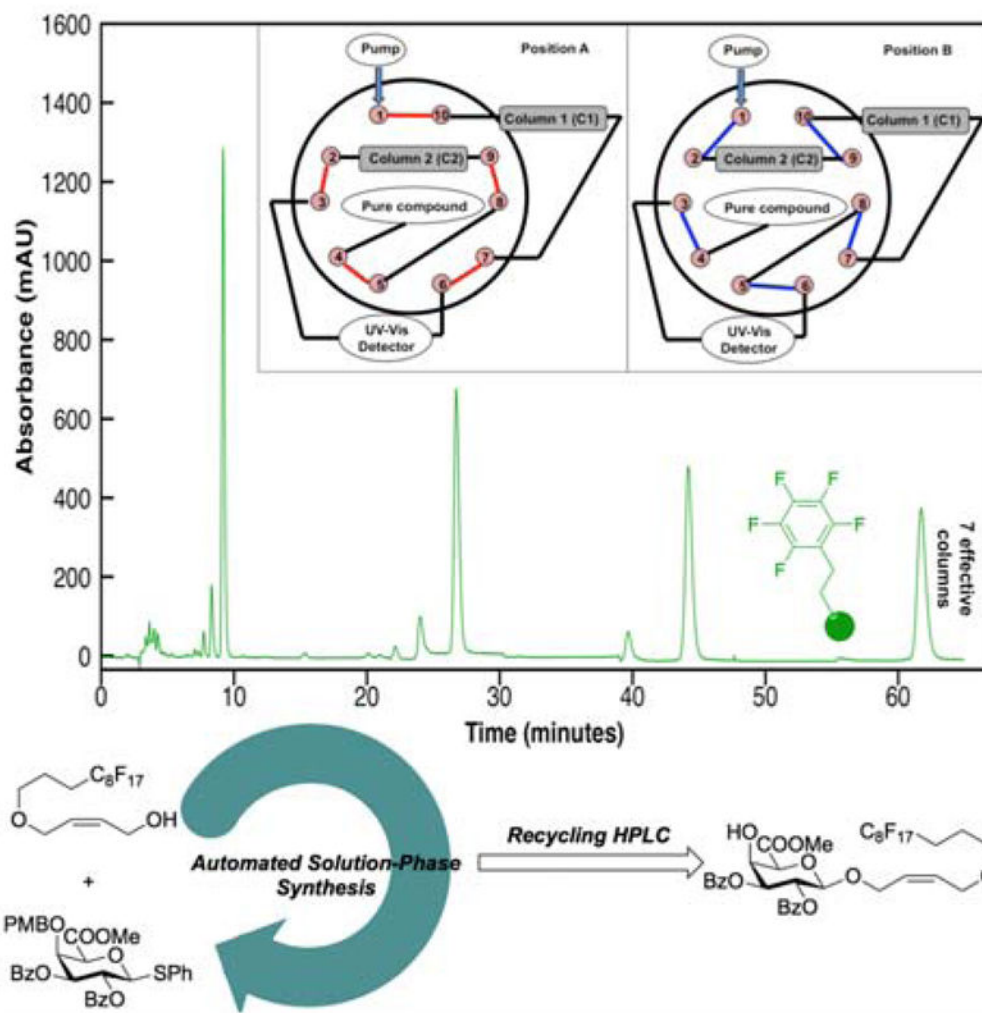 1600
1400
1200
1000
800
600
400
200
0
Absorbance (mAU)
Pump
Position A
1
10
Column 1 (C1)
2
Column 2 (C2)
9
3
Pure compound
8
4
5
6
7
UV-Vis
Detector
Pump
Position B
1
10
Column 1 (C1)
2
Column 2 (C2)
9
3
Pure compound
8
4
5
6
7
UV-Vis
Detector
F
F
F
F
F
7 effective
columns
0
10
20
30
40
50
60
Time (minutes)
C8F17
O
OH
+
PMBO
COOMe
O
BzO
SPh
BzO
Automated Solution-Phase
Synthesis
Recycling HPLC
HO
COOMe
C8F17
O
BzO
O
BzO